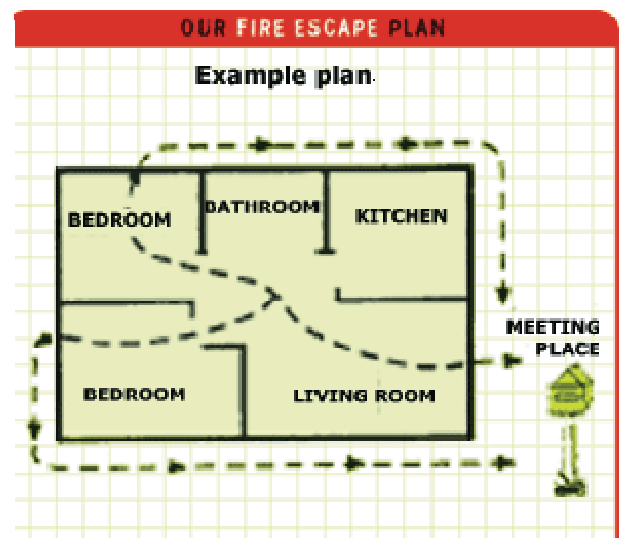 OUR FIRE ESCAPE PLAN
Example plan.
BEDROOM
BATHROOM
KITCHEN
MEETING
PLACE
BEDROOM
LIVING ROOM